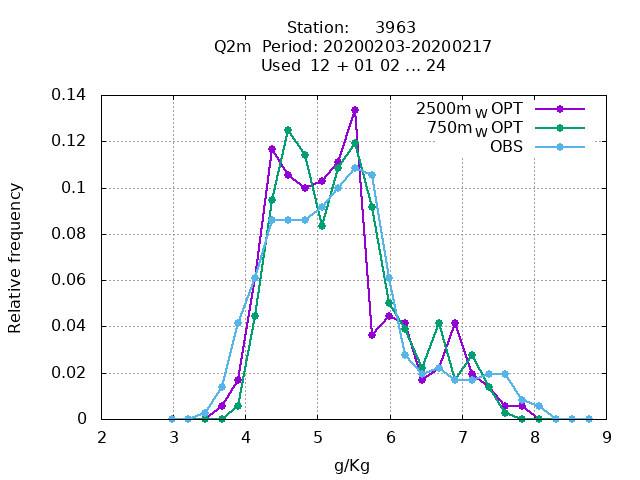 Station:     3963
Q2m  Period: 20200203-20200217
Used  12 + 01 02 ... 24
2500m_W OPT
750m_W OPT
OBS
Relative frequency
0.14
0.12
0.1
0.08
0.06
0.04
0.02
0
2 3 4 5 6 7 8 9
g/Kg